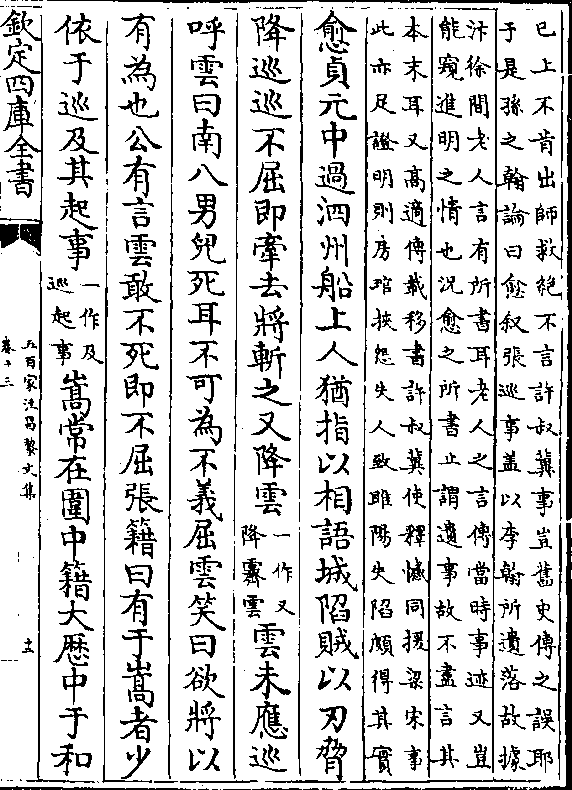 已上不肯出師救絶不言許叔冀事豈舊史傳之誤耶
于是孫之翰論曰愈叙張巡事盖以李翰所遺落故據
汴徐間老人言有所書耳老人之言傳當時事迹又豈
能窺進明之情也況愈之所書止謂遺事故不盡言其
本末耳又髙適傳載移書許叔冀使釋憾同援梁宋事
此亦足證明則房琯挾怨失人致睢陽失陷頗得其實
愈貞元中過泗州船上人猶指以相語城陷賊以刃脅
降巡巡不屈即牽去將斬之又降雲一作又降霽雲雲未應巡
呼雲曰南八男兒死耳不可為不義屈雲笑曰欲將以
有為也公有言雲敢不死即不屈張籍曰有于嵩者少
依于巡及其起事一作及巡起事嵩常在圍中籍大厯中于和
欽定四庫全書
五百家注昌黎文集
卷十三
十五